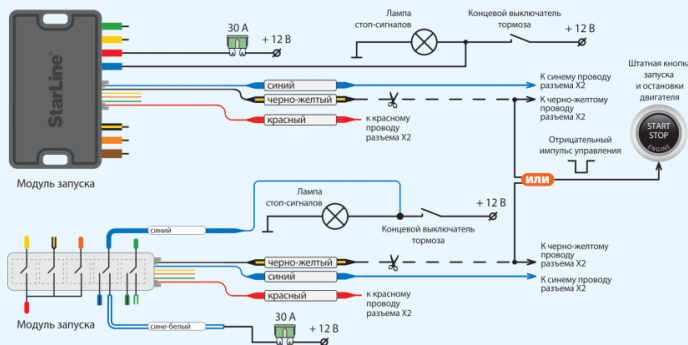 30 А
+ 12 В
Лампа
стоп-сигналов
Концевой выключатель
тормоза
+ 12 В
StarLine
синий
черно-желтый
красный
к красному
проводу
разъема X2
К синему проводу
разъема X2
К черно-желтому
проводу
разъема X2
Штатная кнопка
запуска
и остановки
двигателя
START
STOP
ENGINE
Отрицательный
импульс управления
или
Модуль запуска
синий
Лампа
стоп-сигналов
+ 12 В
Концевой выключатель
тормоза
черно-желтый
синий
красный
к красному
проводу
разъема X2
К черно-желтому
проводу
разъема X2
К синему проводу
разъема X2
Модуль запуска
сине-белый
30 А
+ 12 В